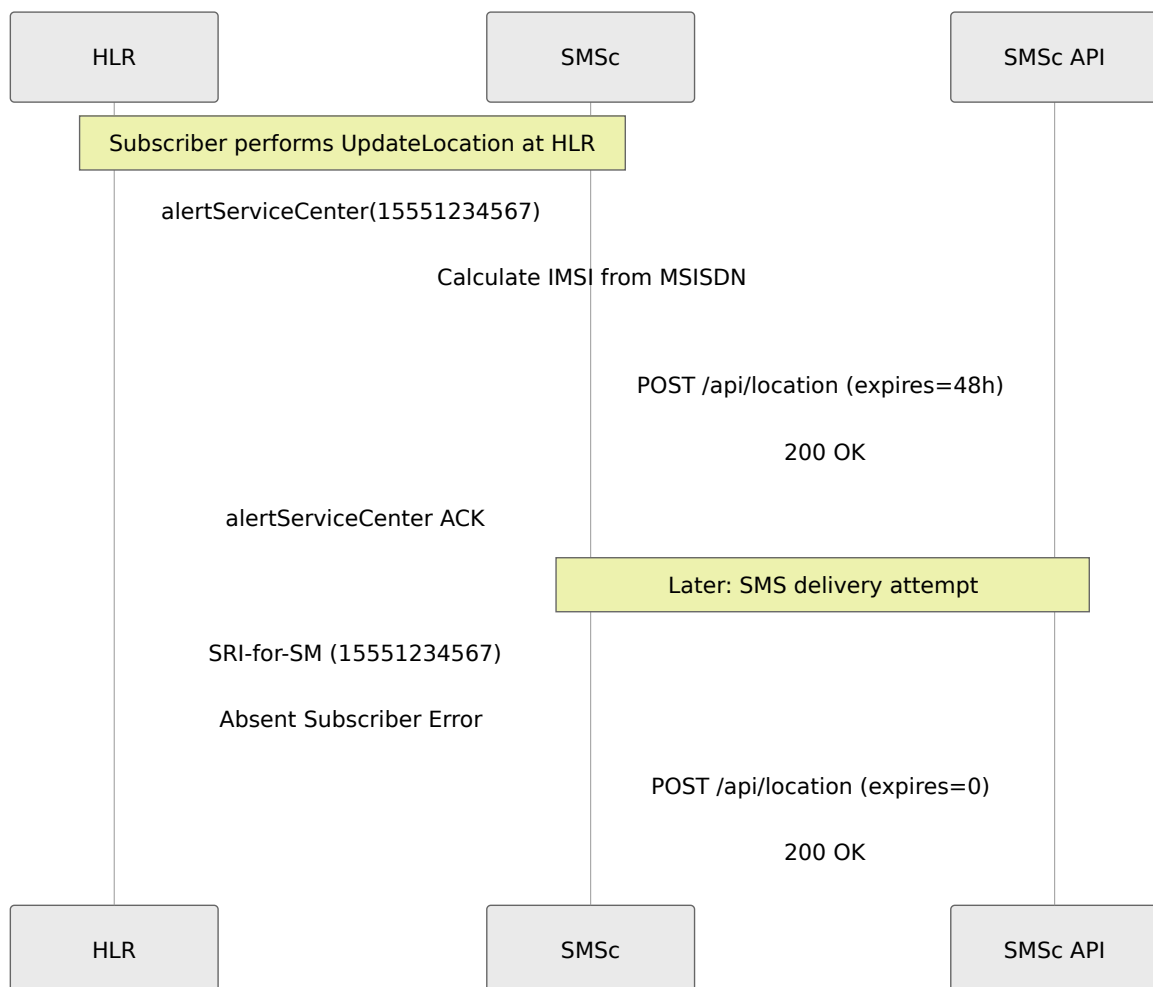 HLR
SMSc
SMSc API
Subscriber performs UpdateLocation at HLR
alertServiceCenter(15551234567)
Calculate IMSI from MSISDN
POST /api/location (expires=48h)
200 OK
alertServiceCenter ACK
Later: SMS delivery attempt
SRI-for-SM (15551234567)
Absent Subscriber Error
POST /api/location (expires=0)
200 OK
HLR
SMSc
SMSc API